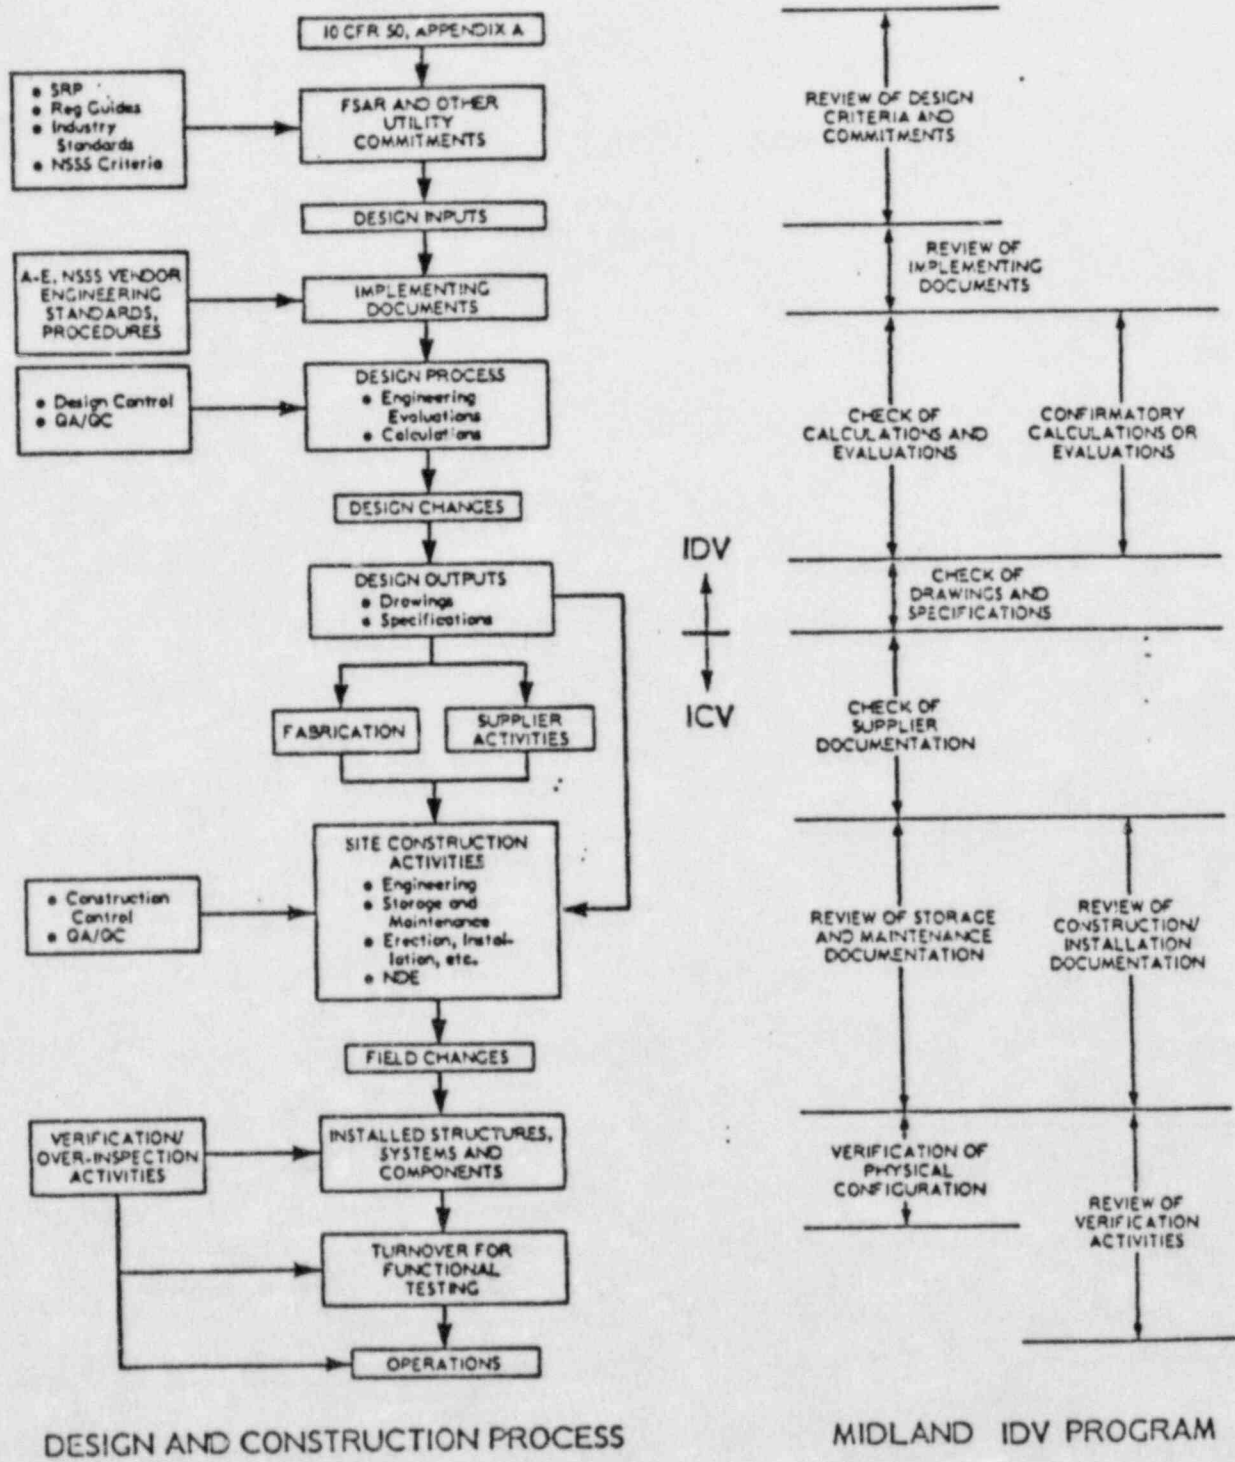 10 CFR 50, APPENDIX A
• SRP
• Reg Guides
• Industry
Standards
• NSSS Criteria
FSAR AND OTHER
UTILITY
COMMITMENTS
DESIGN INPUTS
A-E, NSSS VENDOR
ENGINEERING
STANDARDS,
PROCEDURES
IMPLEMENTING
DOCUMENTS
• Design Control
• QA/QC
DESIGN PROCESS
• Engineering
Evaluations
• Calculations
DESIGN CHANGES
DESIGN OUTPUTS
• Drawings
• Specifications
FABRICATION
SUPPLIER
ACTIVITIES
• Construction
Control
• QA/QC
SITE CONSTRUCTION
ACTIVITIES
• Engineering
• Storage and
Maintenance
• Erection, Instal-
lation, etc.
• NDE
FIELD CHANGES
VERIFICATION/
OVER-INSPECTION
ACTIVITIES
INSTALLED STRUCTURES,
SYSTEMS AND
COMPONENTS
TURNOVER FOR
FUNCTIONAL
TESTING
OPERATIONS
DESIGN AND CONSTRUCTION PROCESS
IDV
ICV
REVIEW OF DESIGN
CRITERIA AND
COMMITMENTS
REVIEW OF
IMPLEMENTING
DOCUMENTS
CHECK OF
CALCULATIONS AND
EVALUATIONS
CONFIRMATORY
CALCULATIONS OR
EVALUATIONS
CHECK OF
DRAWINGS AND
SPECIFICATIONS
CHECK OF
SUPPLIER
DOCUMENTATION
REVIEW OF STORAGE
AND MAINTENANCE
DOCUMENTATION
REVIEW OF
CONSTRUCTION/
INSTALLATION
DOCUMENTATION
VERIFICATION OF
PHYSICAL
CONFIGURATION
REVIEW OF
VERIFICATION
ACTIVITIES
MIDLAND IDV PROGRAM